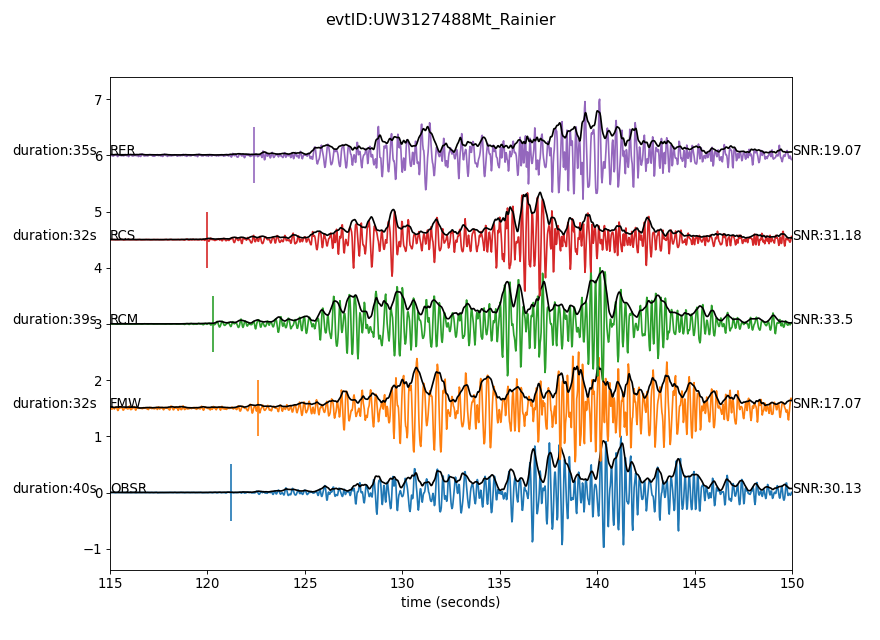 evtID:UW3127488Mt_Rainier
7
duration:35s RER SNR:19.07
6
5
duration:32s RCS SNR:31.18
4
duration:39s RCM SNR:33.5
3
2
duration:32s FMW SNR:17.07
1
duration:40s OBSR SNR:30.13
0
−1
115 120 125 130 135 140 145 150
time (seconds)